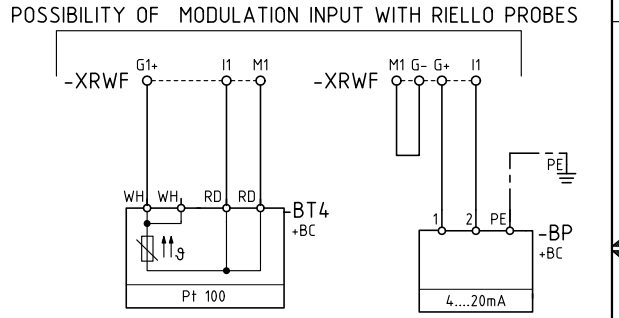 POSSIBILITY OF MODULATION INPUT WITH RIELLO PROBES
-XRWF G1+ I1 M1
-XRWF M1 G- G+ I1
PE
WH WH RD RD
-BT4
+BC
ϑ
Pt 100
1 2 PE
-BP
+BC
4....20mA